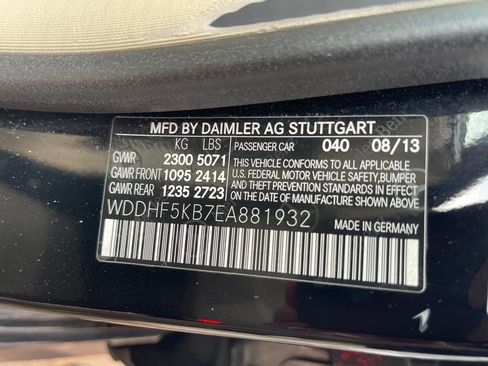 MFD BY DAIMLER AG STUTTGART
KG LBS PASSENGER CAR 040 08/13
GVWR 2300 5071 THIS VEHICLE CONFORMS TO ALL APPLICABLE
GAWR FRONT 1095 2414 U.S. FEDERAL MOTOR VEHICLE SAFETY,BUMPER
GAWR REAR 1235 2723 AND THEFT PREVENTION STANDARDS IN
EFFECT ON THE DATE OF MANUFACTURE SHOWN ABOVE
WDDHF5KB7EA881932 MADE IN GERMANY
1